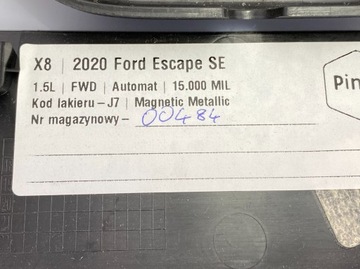 X8 | 2020 Ford Escape SE
1.5L | FWD | Automat | 15.000 MIL
Kod lakieru – J7 | Magnetic Metallic
Nr magazynowy – 00484
Pin